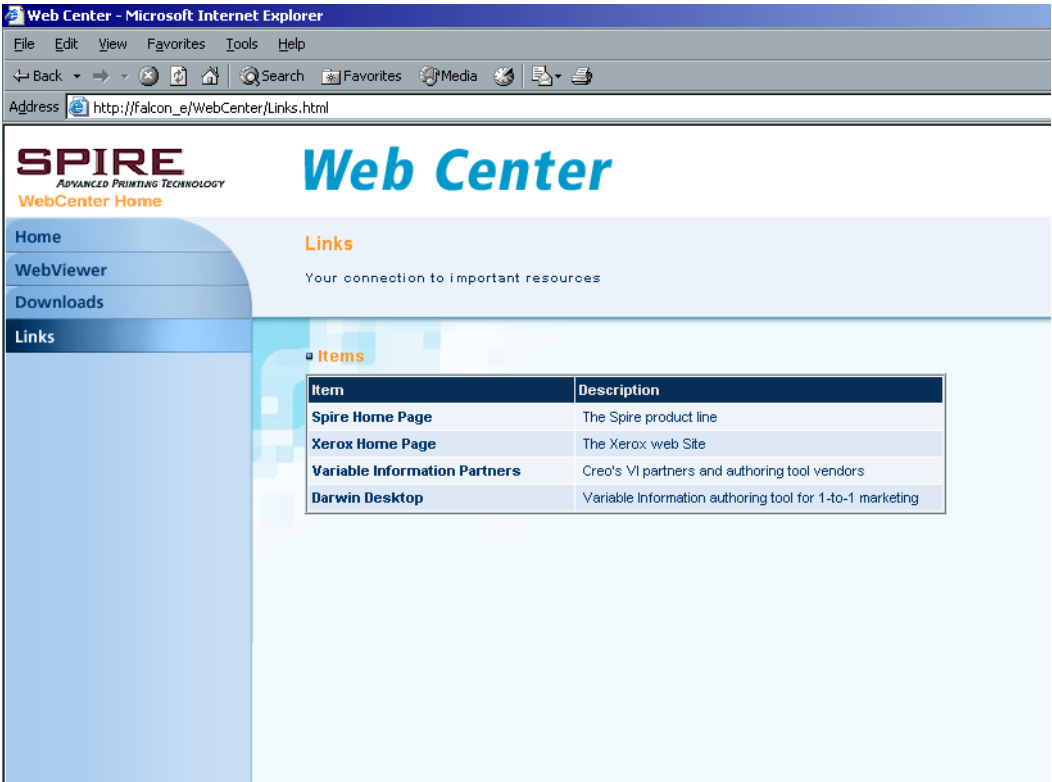 Web Center - Microsoft Internet Explorer
File Edit View Favorites Tools Help
Back Search Favorites Media
Address http://falcon_e/WebCenter/Links.html
SPIRE
ADVANCED PRINTING TECHNOLOGY
WebCenter Home
Web Center
Home
WebViewer
Downloads
Links
Links
Your connection to important resources
Items
Item Description
Spire Home Page The Spire product line
Xerox Home Page The Xerox web Site
Variable Information Partners Creo's VI partners and authoring tool vendors
Darwin Desktop Variable Information authoring tool for 1-to-1 marketing